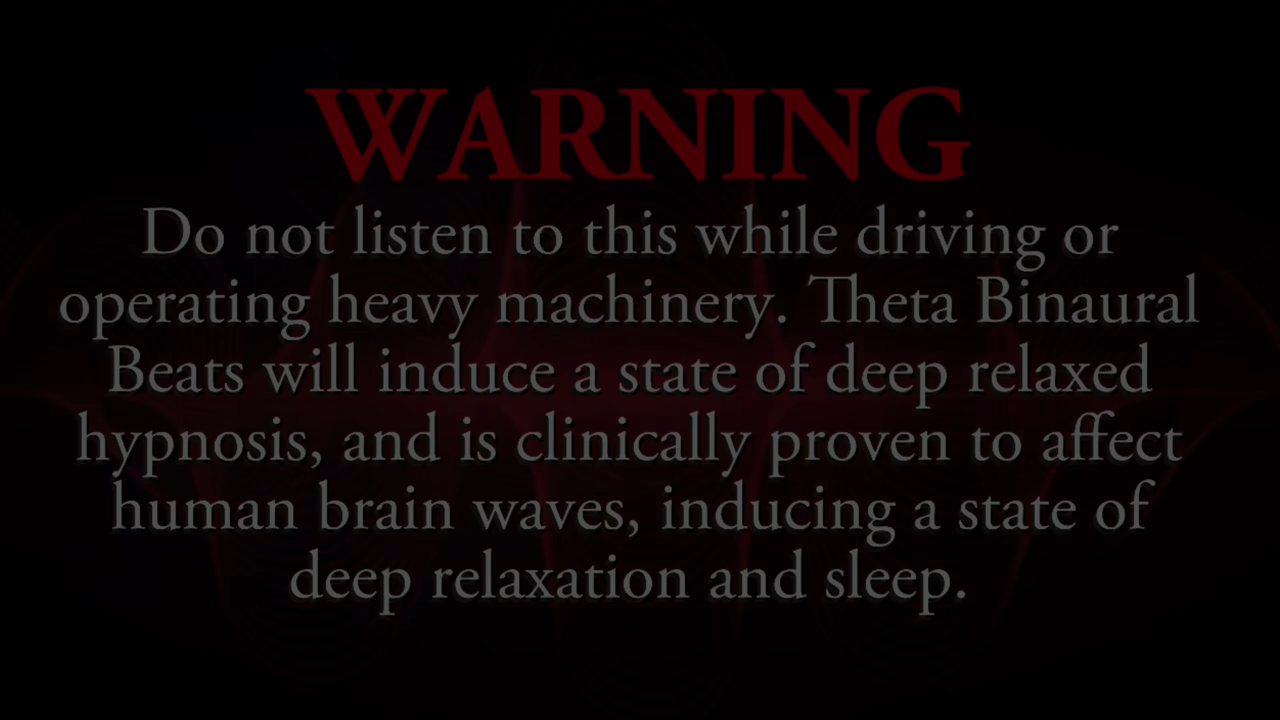 WARNING
Do not listen to this while driving or
operating heavy machinery. Theta Binaural
Beats will induce a state of deep relaxed
hypnosis, and is clinically proven to affect
human brain waves, inducing a state of
deep relaxation and sleep.